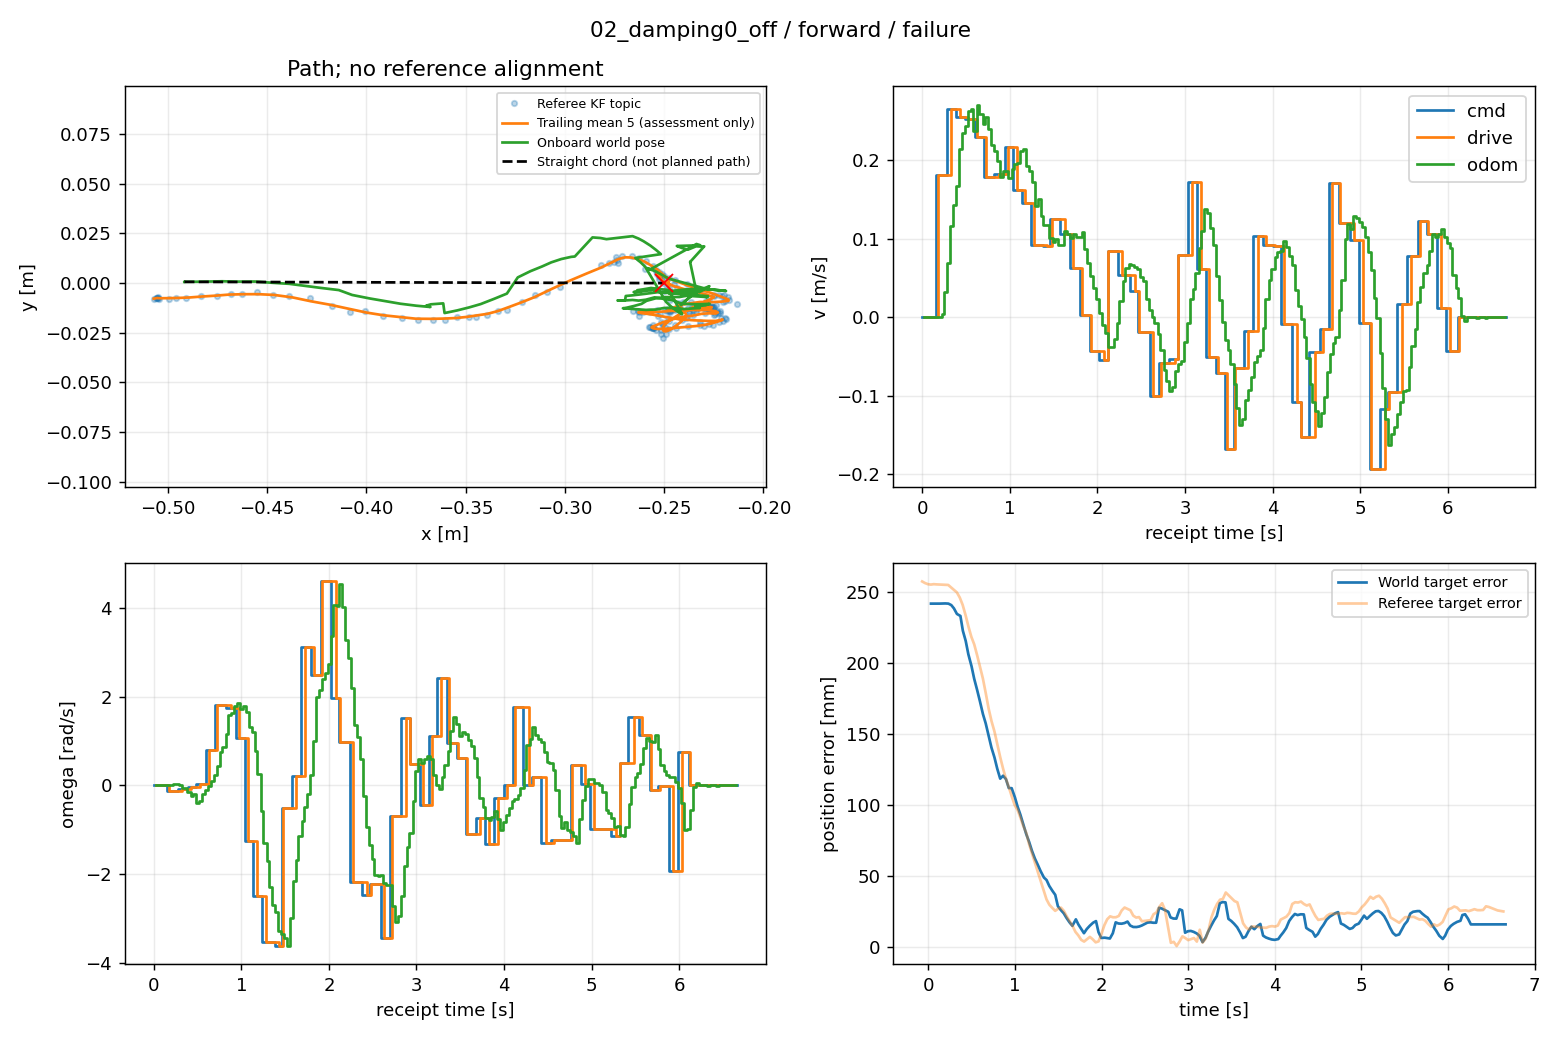 02_damping0_off / forward / failure
Path; no reference alignment
Referee KF topic
Trailing mean 5 (assessment only)
Onboard world pose
Straight chord (not planned path)
0.075
0.050
0.025
0.000
−0.025
−0.050
−0.075
−0.100
y [m]
−0.50
−0.45
−0.40
−0.35
−0.30
−0.25
−0.20
x [m]
cmd
drive
odom
0.2
0.1
0.0
−0.1
−0.2
v [m/s]
0
1
2
3
4
5
6
receipt time [s]
4
2
0
−2
−4
omega [rad/s]
0
1
2
3
4
5
6
receipt time [s]
World target error
Referee target error
250
200
150
100
50
0
position error [mm]
0
1
2
3
4
5
6
7
time [s]